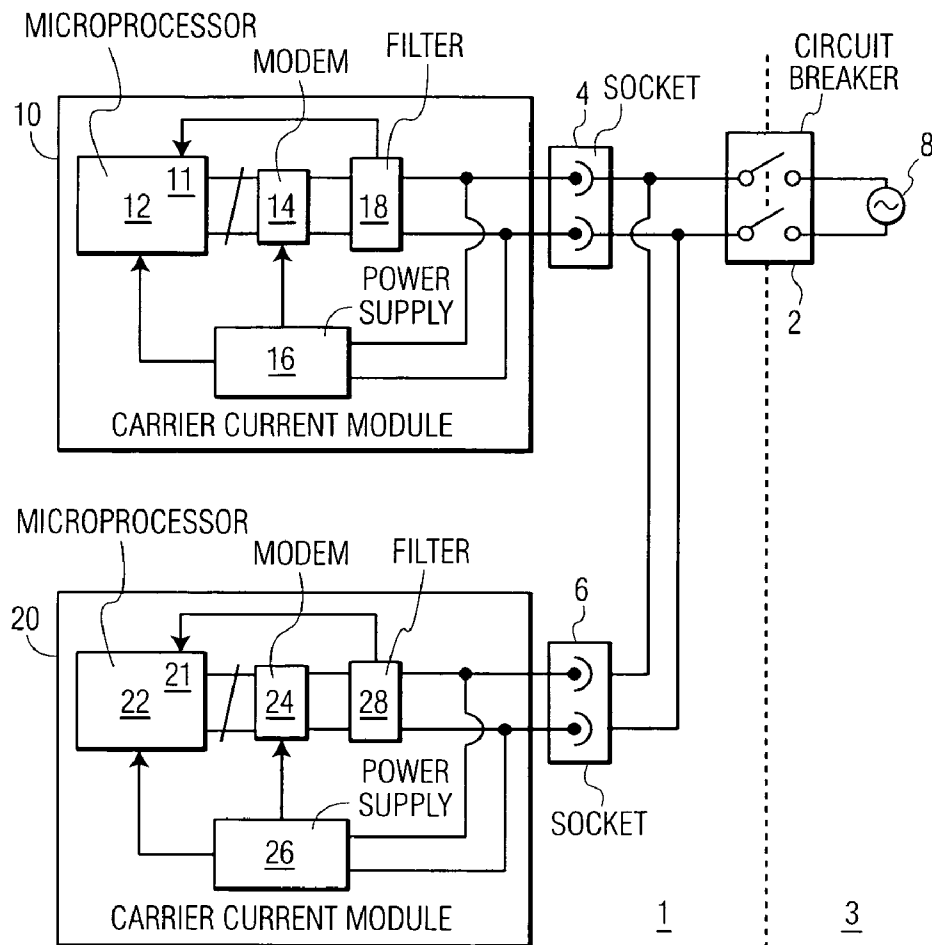 MICROPROCESSOR
MODEM
FILTER
CIRCUIT
BREAKER
SOCKET
4
8
10
11
12
14
18
POWER
SUPPLY
16
2
CARRIER CURRENT MODULE
MICROPROCESSOR
MODEM
FILTER
6
20
21
22
24
28
POWER
SUPPLY
SOCKET
26
CARRIER CURRENT MODULE
1
3